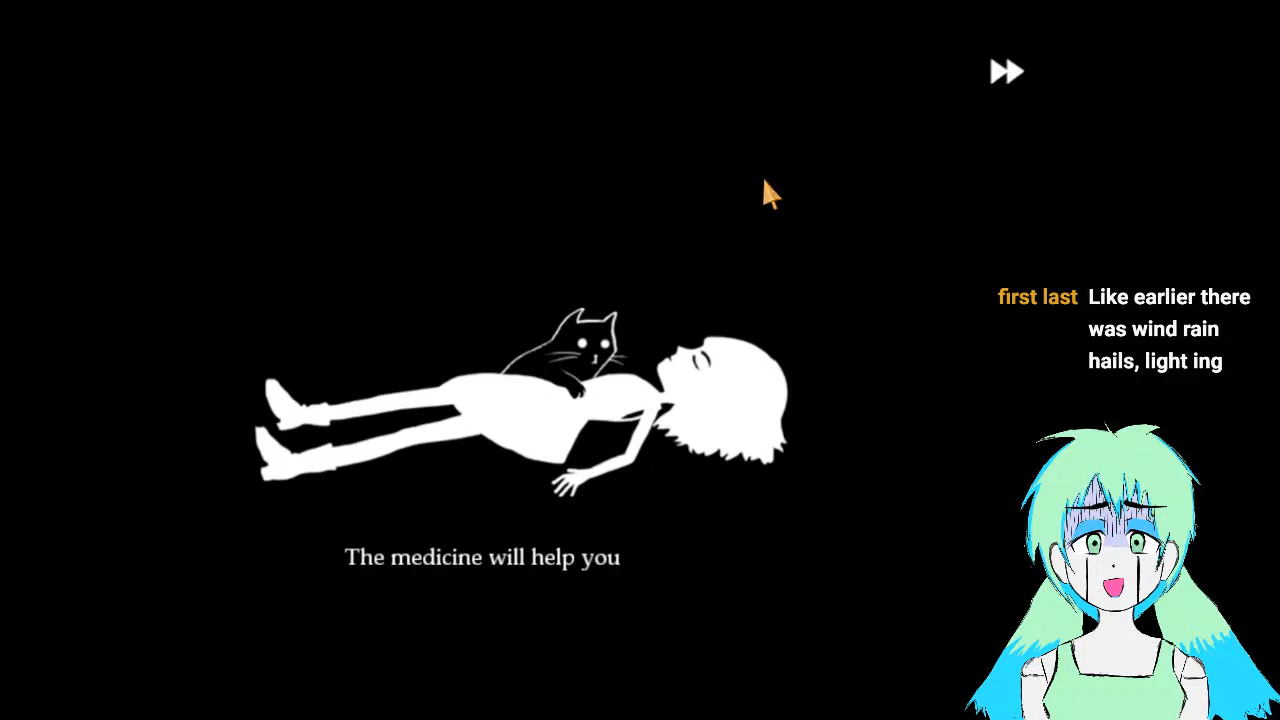 first last Like earlier there
was wind rain
hails, light ing
The medicine will help you